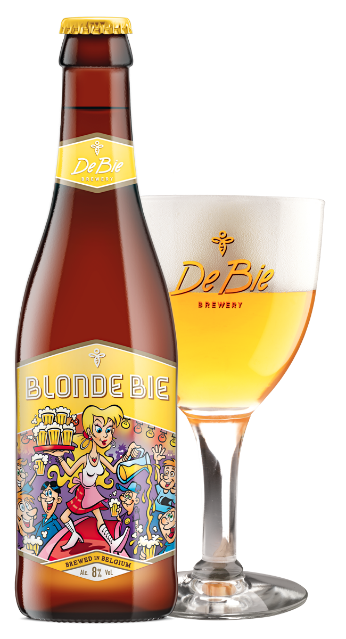 De Bie
BREWERY
BLONDE BIE
BREWED IN BELGIUM
Alc. 8% Vol.
De Bie
BREWERY